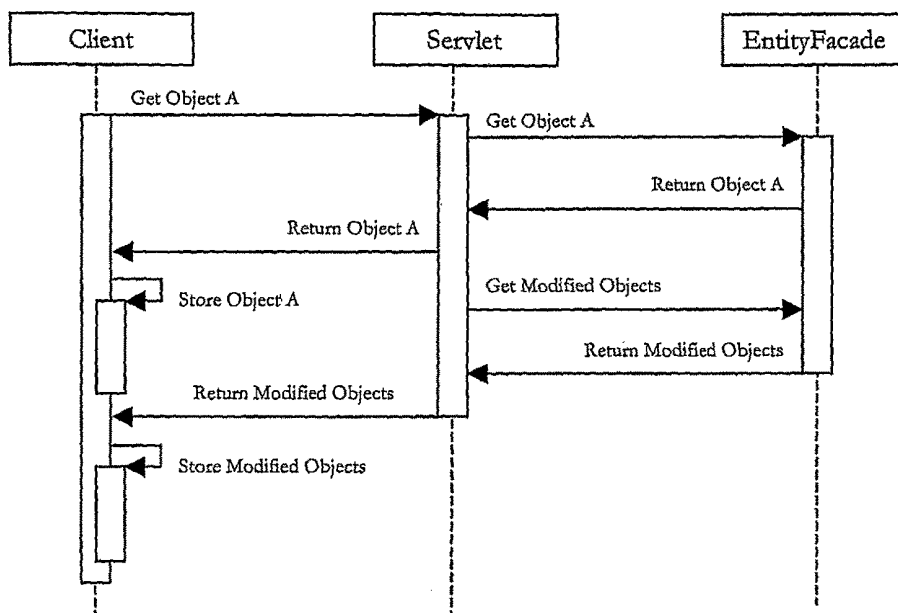 Client
Servlet
EntityFacade
Get Object A
Get Object A
Return Object A
Return Object A
Store Object A
Get Modified Objects
Return Modified Objects
Return Modified Objects
Store Modified Objects